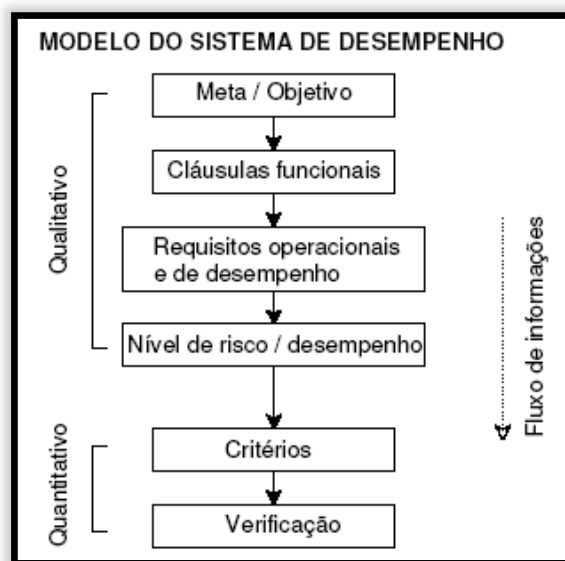 MODELO DO SISTEMA DE DESEMPENHO
Qualitativo
Meta / Objetivo
Cláusulas funcionais
Requisitos operacionais
e de desempenho
Nível de risco / desempenho
Fluxo de informações
Quantitativo
Critérios
Verificação